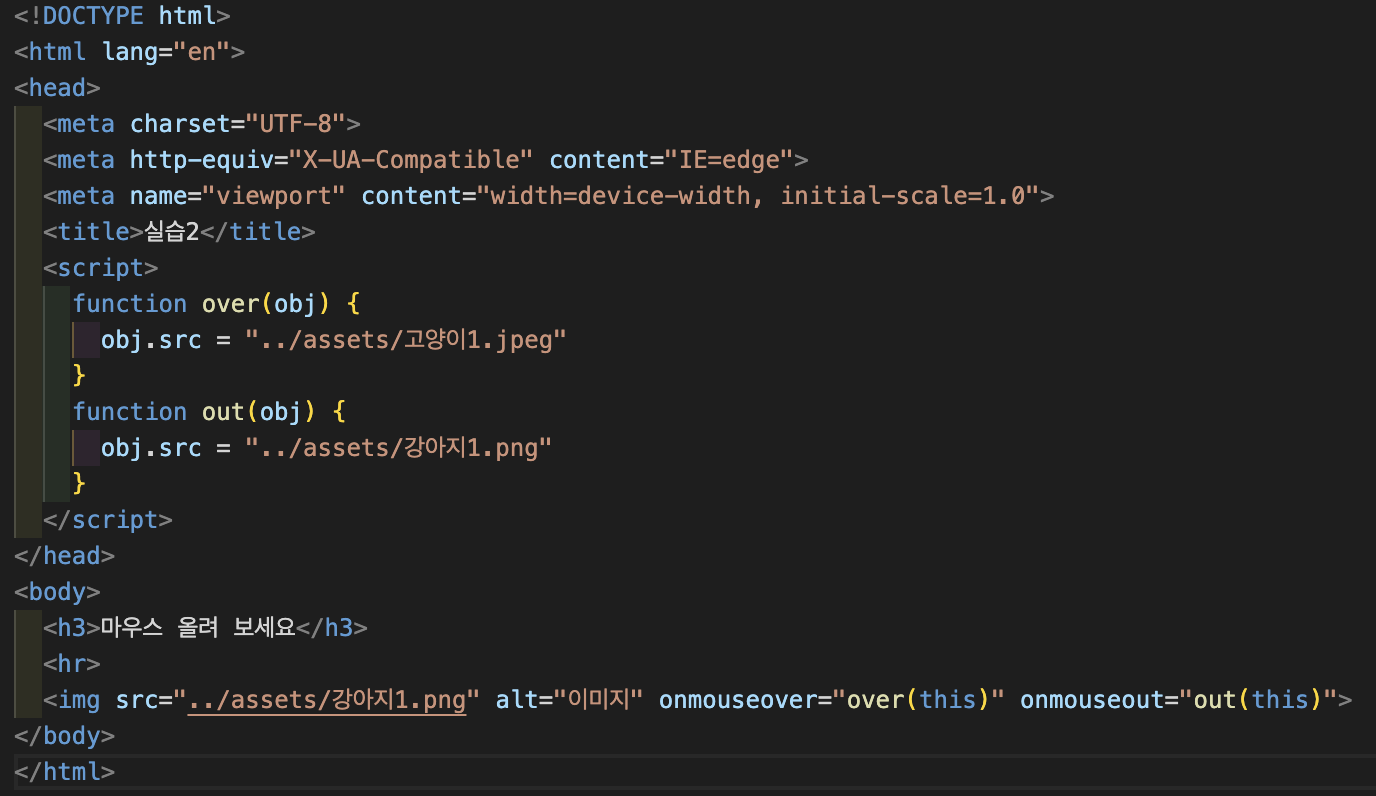 <!DOCTYPE html>
<html lang="en">
<head>
  <meta charset="UTF-8">
  <meta http-equiv="X-UA-Compatible" content="IE=edge">
  <meta name="viewport" content="width=device-width, initial-scale=1.0">
  <title>실습2</title>
  <script>
    function over(obj) {
      obj.src = "../assets/고양이1.jpeg"
    }
    function out(obj) {
      obj.src = "../assets/강아지1.png"
    }
  </script>
</head>
<body>
  <h3>마우스 올려 보세요</h3>
  <hr>
  <img src="../assets/강아지1.png" alt="이미지" onmouseover="over(this)" onmouseout="out(this)">
</body>
</html>